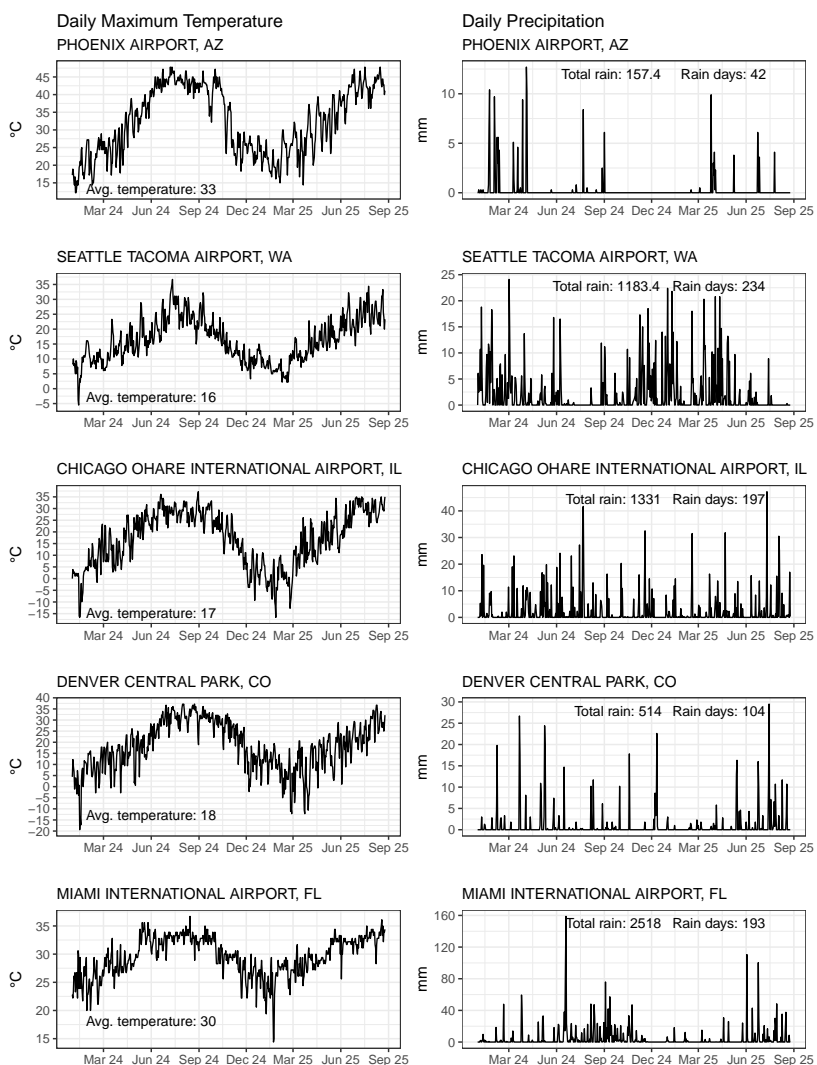 Daily Maximum Temperature
PHOENIX AIRPORT, AZ
°C
45
40
35
30
25
20
15
Avg. temperature: 33
Mar 24 Jun 24 Sep 24 Dec 24 Mar 25 Jun 25 Sep 25
Daily Precipitation
PHOENIX AIRPORT, AZ
mm
10
5
0
Total rain: 157.4 Rain days: 42
Mar 24 Jun 24 Sep 24 Dec 24 Mar 25 Jun 25 Sep 25
SEATTLE TACOMA AIRPORT, WA
°C
35
30
25
20
15
10
5
0
−5
Avg. temperature: 16
Mar 24 Jun 24 Sep 24 Dec 24 Mar 25 Jun 25 Sep 25
SEATTLE TACOMA AIRPORT, WA
mm
25
20
15
10
5
0
Total rain: 1183.4 Rain days: 234
Mar 24 Jun 24 Sep 24 Dec 24 Mar 25 Jun 25 Sep 25
CHICAGO OHARE INTERNATIONAL AIRPORT, IL
°C
35
30
25
20
15
10
5
0
−5
−10
−15
Avg. temperature: 17
Mar 24 Jun 24 Sep 24 Dec 24 Mar 25 Jun 25 Sep 25
CHICAGO OHARE INTERNATIONAL AIRPORT, IL
mm
40
30
20
10
0
Total rain: 1331 Rain days: 197
Mar 24 Jun 24 Sep 24 Dec 24 Mar 25 Jun 25 Sep 25
DENVER CENTRAL PARK, CO
°C
40
35
30
25
20
15
10
5
0
−5
−10
−15
−20
Avg. temperature: 18
Mar 24 Jun 24 Sep 24 Dec 24 Mar 25 Jun 25 Sep 25
DENVER CENTRAL PARK, CO
mm
30
25
20
15
10
5
0
Total rain: 514 Rain days: 104
Mar 24 Jun 24 Sep 24 Dec 24 Mar 25 Jun 25 Sep 25
MIAMI INTERNATIONAL AIRPORT, FL
°C
35
30
25
20
15
Avg. temperature: 30
Mar 24 Jun 24 Sep 24 Dec 24 Mar 25 Jun 25 Sep 25
MIAMI INTERNATIONAL AIRPORT, FL
mm
160
120
80
40
0
Total rain: 2518 Rain days: 193
Mar 24 Jun 24 Sep 24 Dec 24 Mar 25 Jun 25 Sep 25